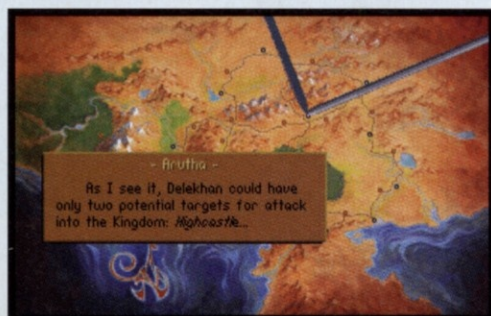 - Arutha -
As I see it, Delekhan could have
only two potential targets for attack
into the Kingdom: Highcastle...